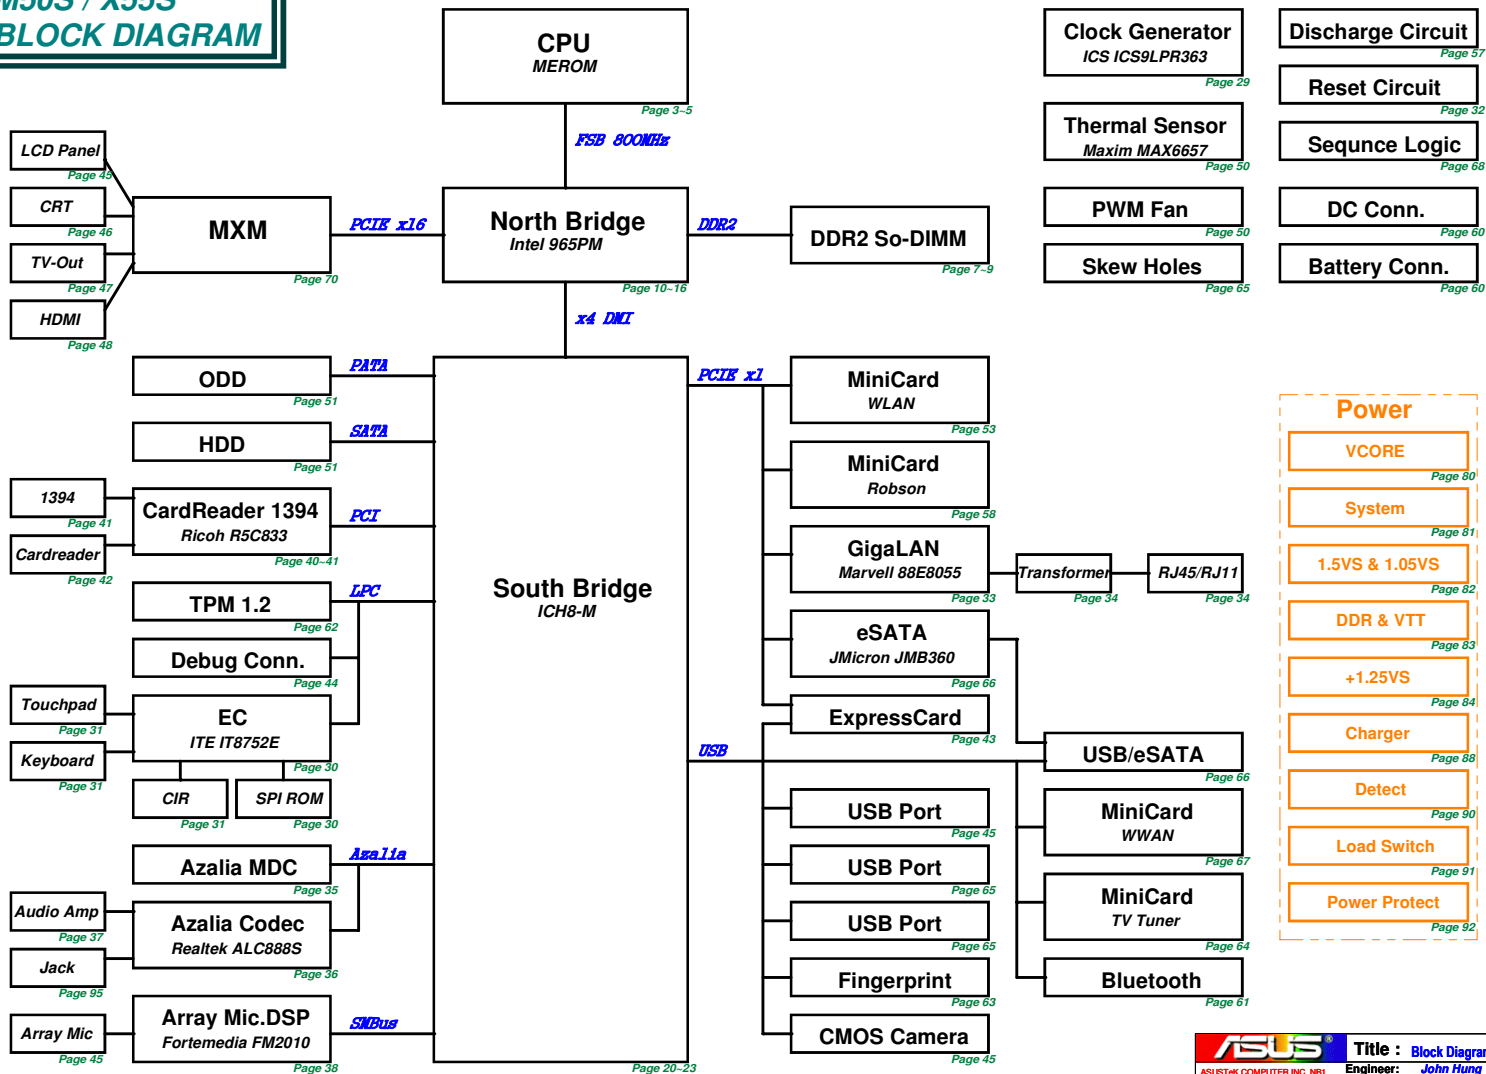 M50S / X55S
BLOCK DIAGRAM
CPU
MEROM
Page 3~5
FSB 800MHz
Clock Generator
ICS ICS9LPR363
Page 29
Thermal Sensor
Maxim MAX6657
Page 50
PWM Fan
Page 50
Skew Holes
Page 65
Discharge Circuit
Page 57
Reset Circuit
Page 32
Sequnce Logic
Page 68
DC Conn.
Page 60
Battery Conn.
Page 60
LCD Panel
Page 45
CRT
Page 46
TV-Out
Page 47
HDMI
Page 48
MXM
Page 70
PCIE x16
North Bridge
Intel 965PM
Page 10~16
DDR2
DDR2 So-DIMM
Page 7~9
x4 DMI
South Bridge
ICH8-M
Page 20~23
ODD
Page 51
PATA
HDD
Page 51
SATA
1394
Page 41
Cardreader
Page 42
CardReader 1394
Ricoh R5C833
Page 40~41
PCI
TPM 1.2
Page 62
LPC
Debug Conn.
Page 44
Touchpad
Page 31
Keyboard
Page 31
EC
ITE IT8752E
Page 30
CIR
Page 31
SPI ROM
Page 30
Azalia MDC
Page 35
Azalia
Audio Amp
Page 37
Jack
Page 95
Azalia Codec
Realtek ALC888S
Page 36
Array Mic
Page 45
Array Mic.DSP
Fortemedia FM2010
Page 38
SMBus
PCIE x1
MiniCard
WLAN
Page 53
MiniCard
Robson
Page 58
GigaLAN
Marvell 88E8055
Page 33
Transformer
Page 34
RJ45/RJ11
Page 34
eSATA
JMicron JMB360
Page 66
ExpressCard
Page 43
USB
USB/eSATA
Page 66
USB Port
Page 45
USB Port
Page 65
USB Port
Page 65
Fingerprint
Page 63
CMOS Camera
Page 45
MiniCard
WWAN
Page 67
MiniCard
TV Tuner
Page 64
Bluetooth
Page 61
Power
VCORE
Page 80
System
Page 81
1.5VS & 1.05VS
Page 82
DDR & VTT
Page 83
+1.25VS
Page 84
Charger
Page 88
Detect
Page 90
Load Switch
Page 91
Power Protect
Page 92
ASUS®
Title : Block Diagram
ASUSTeK COMPUTER INC. NB1
Engineer: John Hung